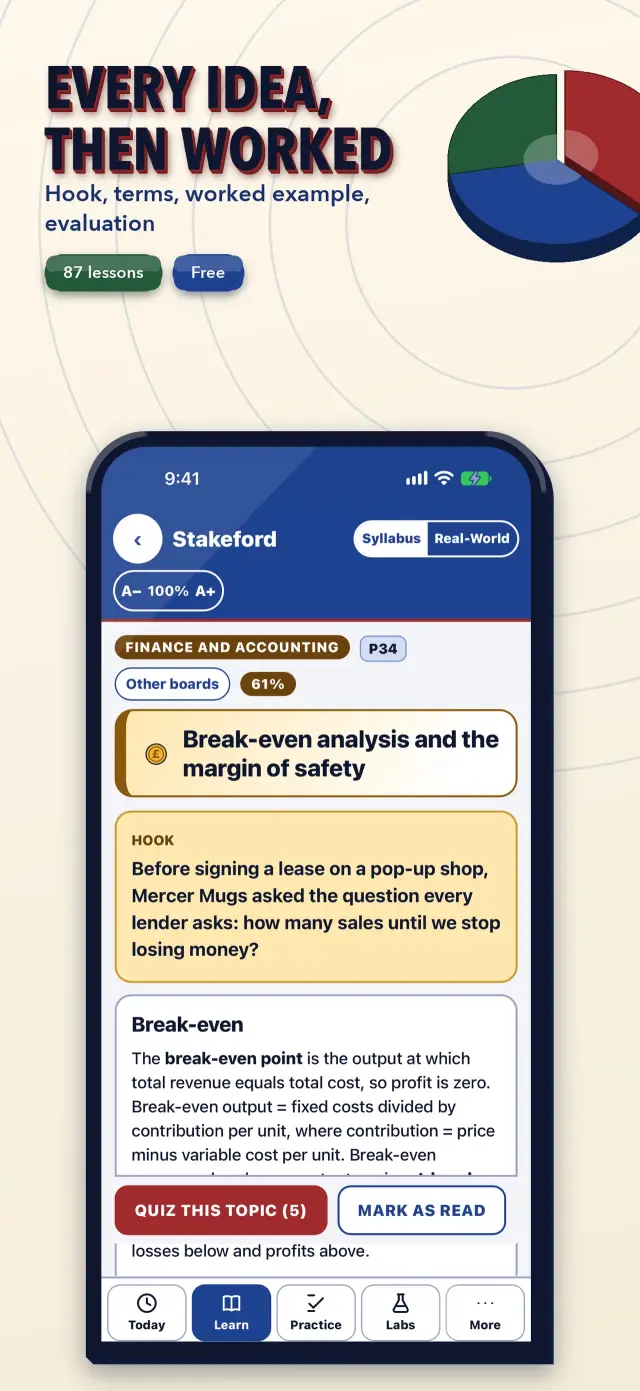 EVERY IDEA,
THEN WORKED
Hook, terms, worked example,
evaluation
87 lessons
Free
9:41
Stakeford
Syllabus
Real-World
A− 100% A+
FINANCE AND ACCOUNTING
P34
Other boards
61%
Break-even analysis and the
margin of safety
HOOK
Before signing a lease on a pop-up shop,
Mercer Mugs asked the question every
lender asks: how many sales until we stop
losing money?
Break-even
The break-even point is the output at which
total revenue equals total cost, so profit is zero.
Break-even output = fixed costs divided by
contribution per unit, where contribution = price
minus variable cost per unit. Break-even
QUIZ THIS TOPIC (5)
MARK AS READ
losses below and profits above.
Today
Learn
Practice
Labs
More